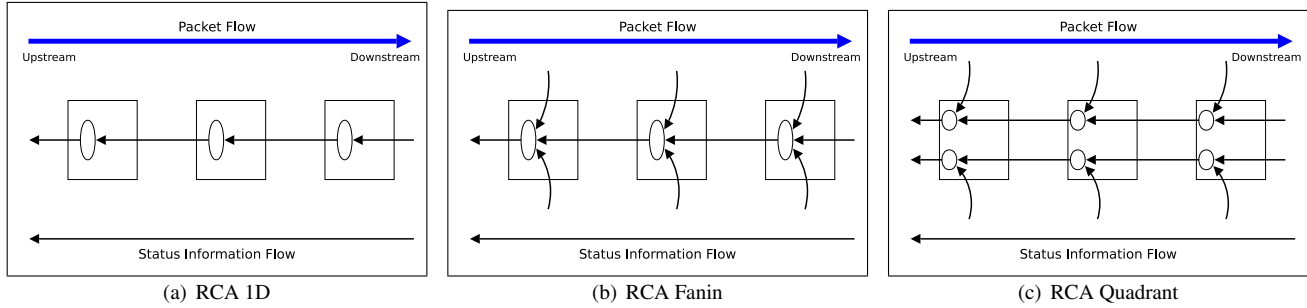 Packet Flow
Upstream Downstream
Status Information Flow
(a) RCA 1D
Packet Flow
Upstream Downstream
Status Information Flow
(b) RCA Fanin
Packet Flow
Upstream Downstream
Status Information Flow
(c) RCA Quadrant